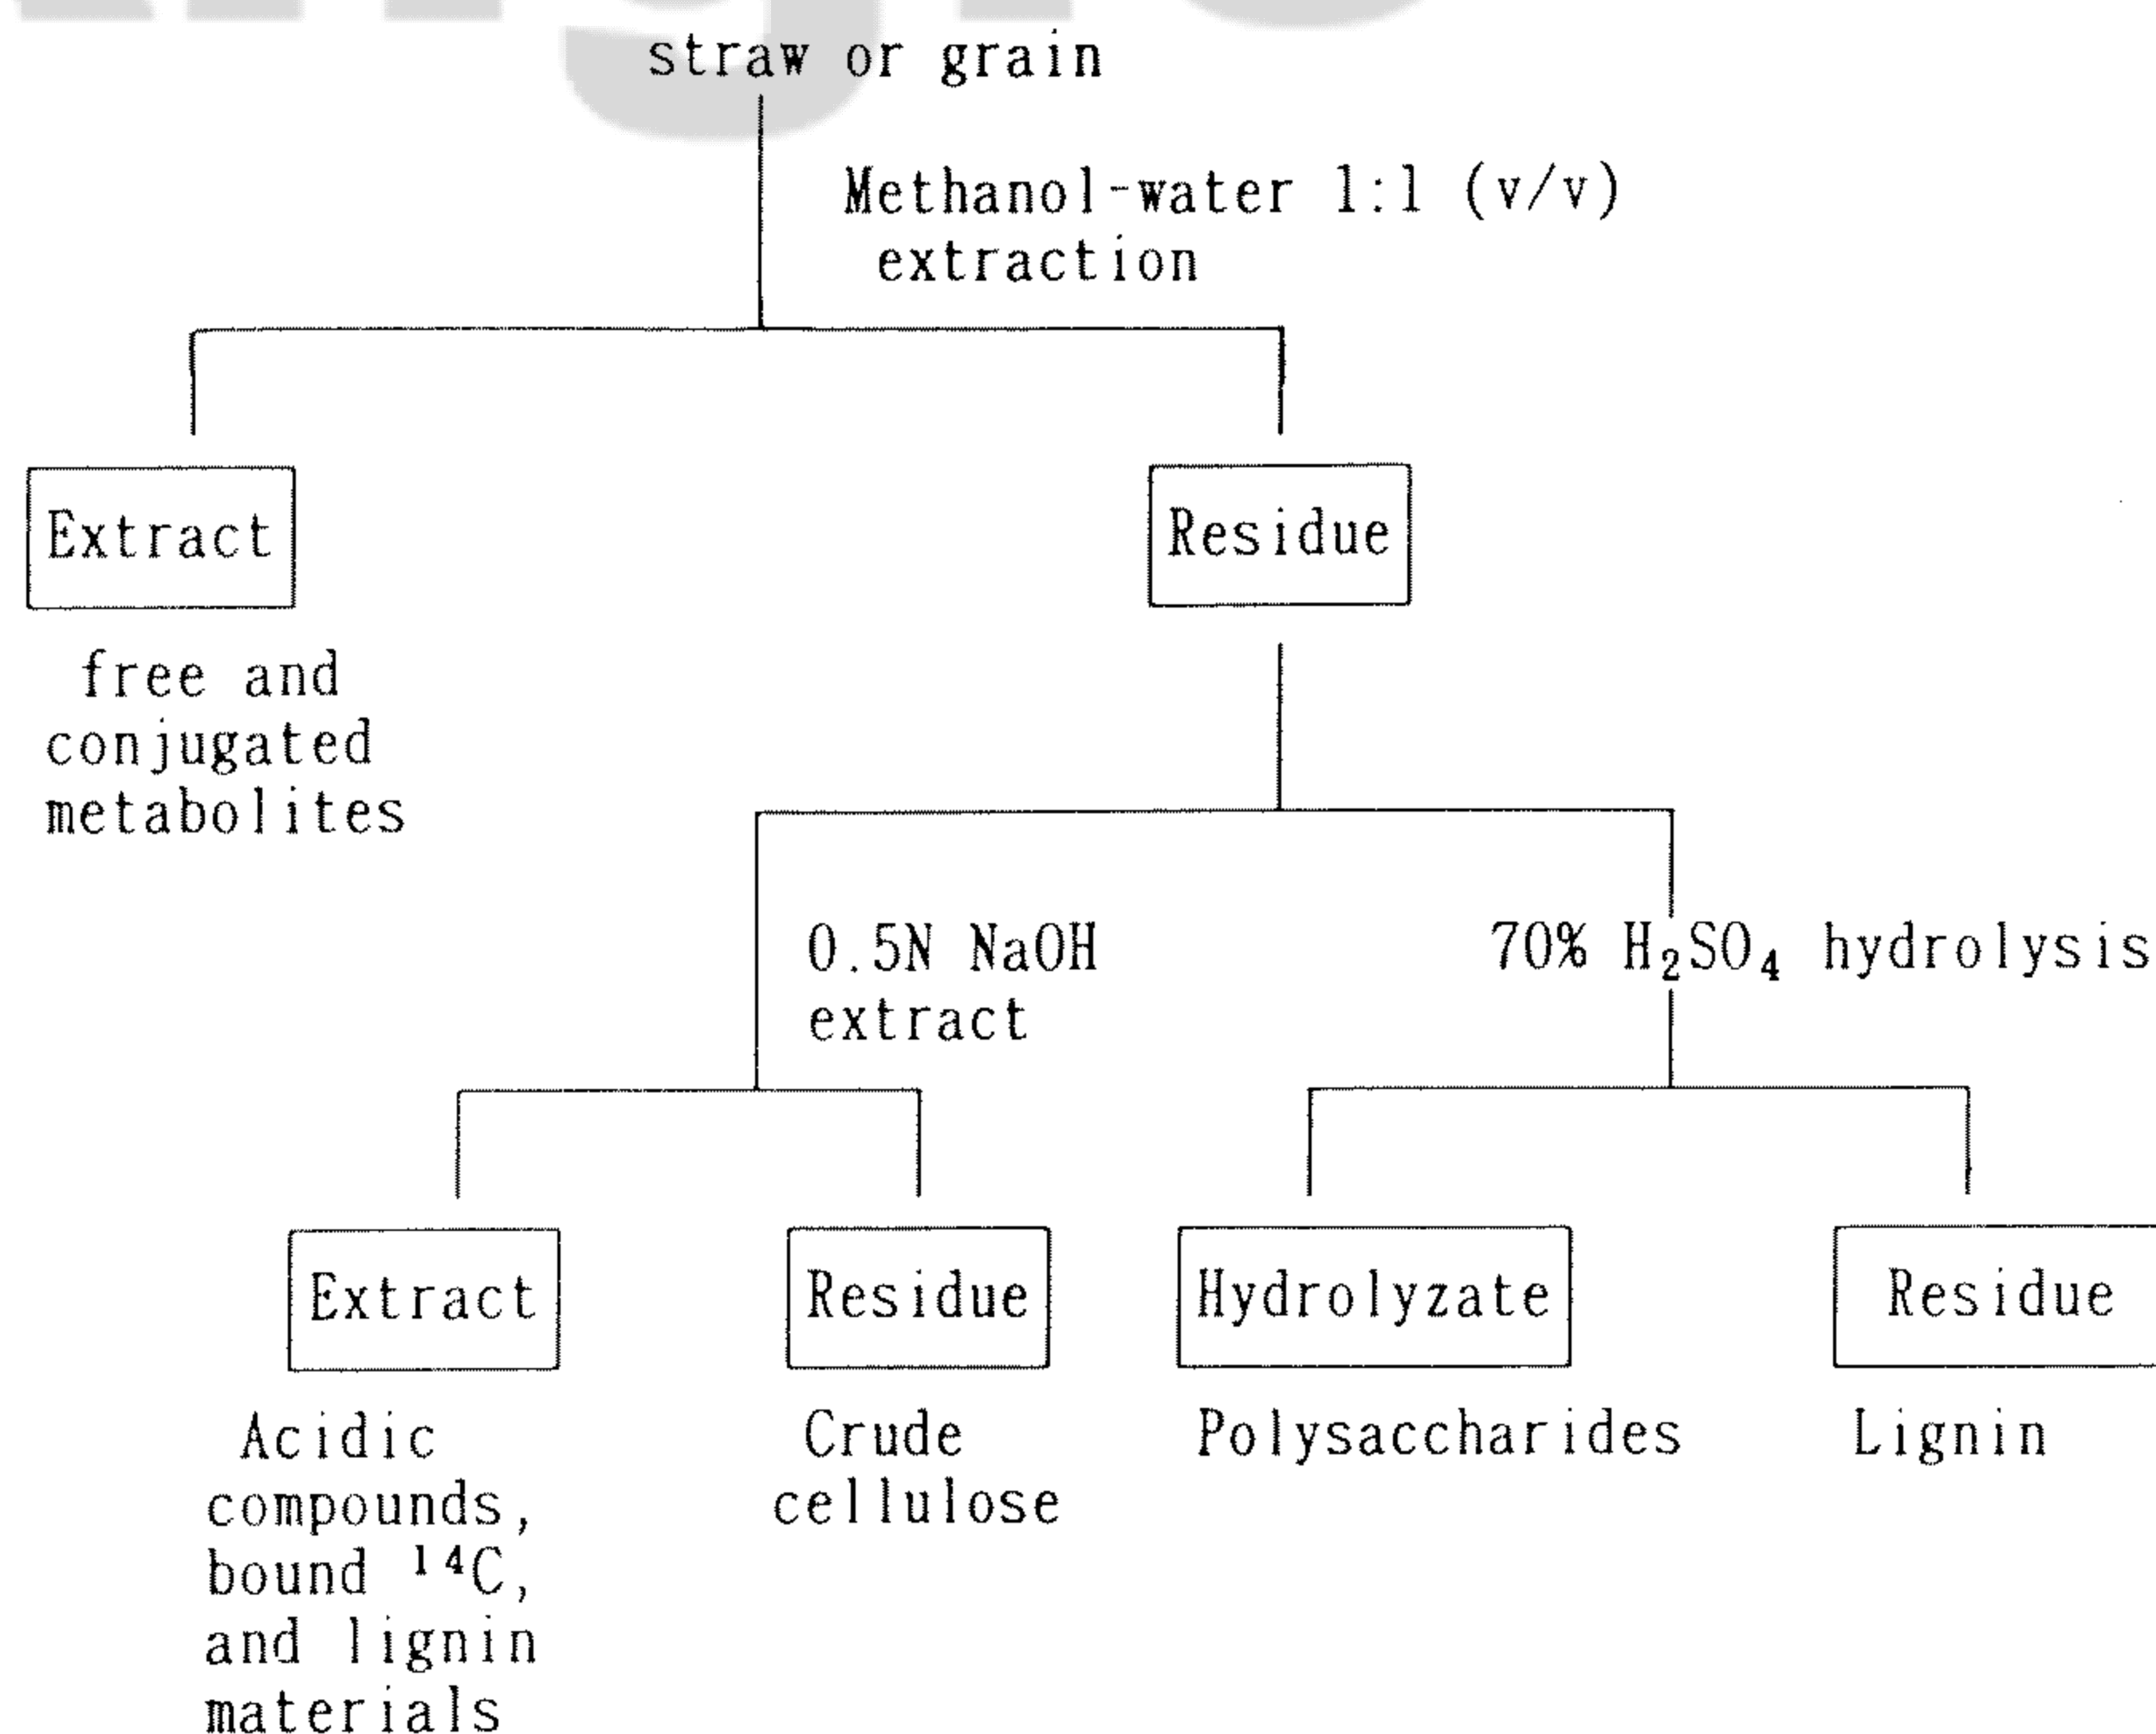 straw or grain
Methanol-water 1:1 (v/v)
extraction
Extract
Residue
free and
conjugated
metabolites
0.5N NaOH
extract
70% H₂SO₄ hydrolysis
Extract
Residue
Hydrolyzate
Residue
Acidic
compounds,
bound ¹⁴C,
and lignin
materials
Crude
cellulose
Polysaccharides
Lignin